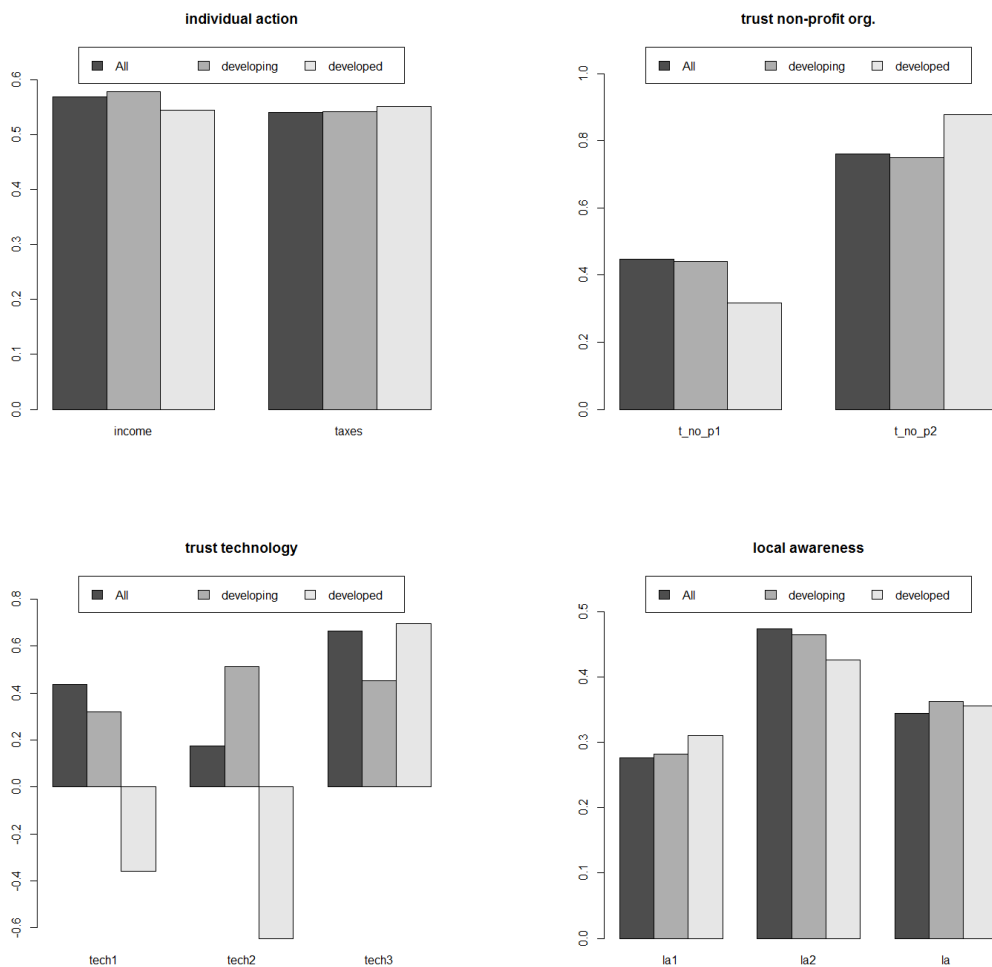 individual action
All developing developed
0.6
0.5
0.4
0.3
0.2
0.1
0.0
income taxes
trust non-profit org.
All developing developed
1.0
0.8
0.6
0.4
0.2
0.0
t_no_p1 t_no_p2
trust technology
All developing developed
0.8
0.6
0.4
0.2
0.0
-0.2
-0.4
-0.6
tech1 tech2 tech3
local awareness
All developing developed
0.5
0.4
0.3
0.2
0.1
0.0
la1 la2 la